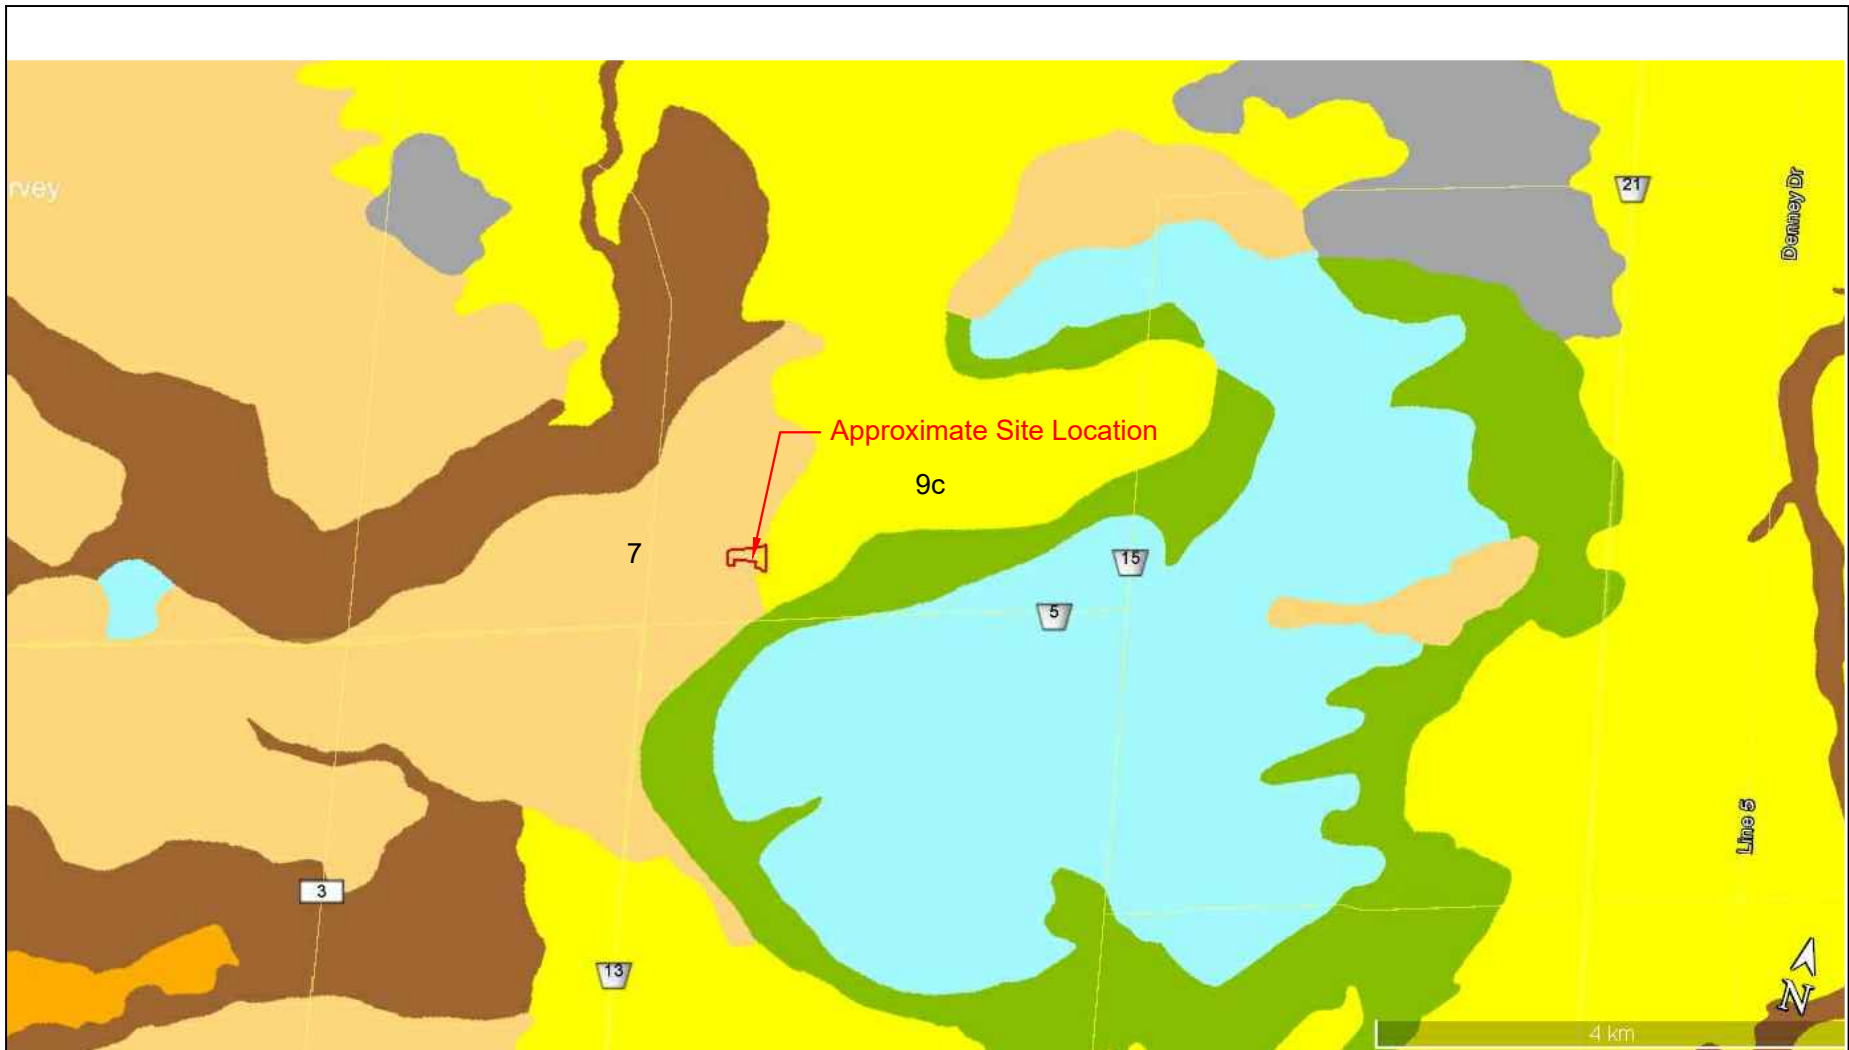 rvey
21
Denney Dr
Approximate Site Location
9c
7
15
5
Line 5
3
13
N
4 km